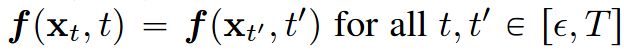 f(x_t, t) = f(x_{t'}, t') for all t, t' ∈ [ϵ, T]